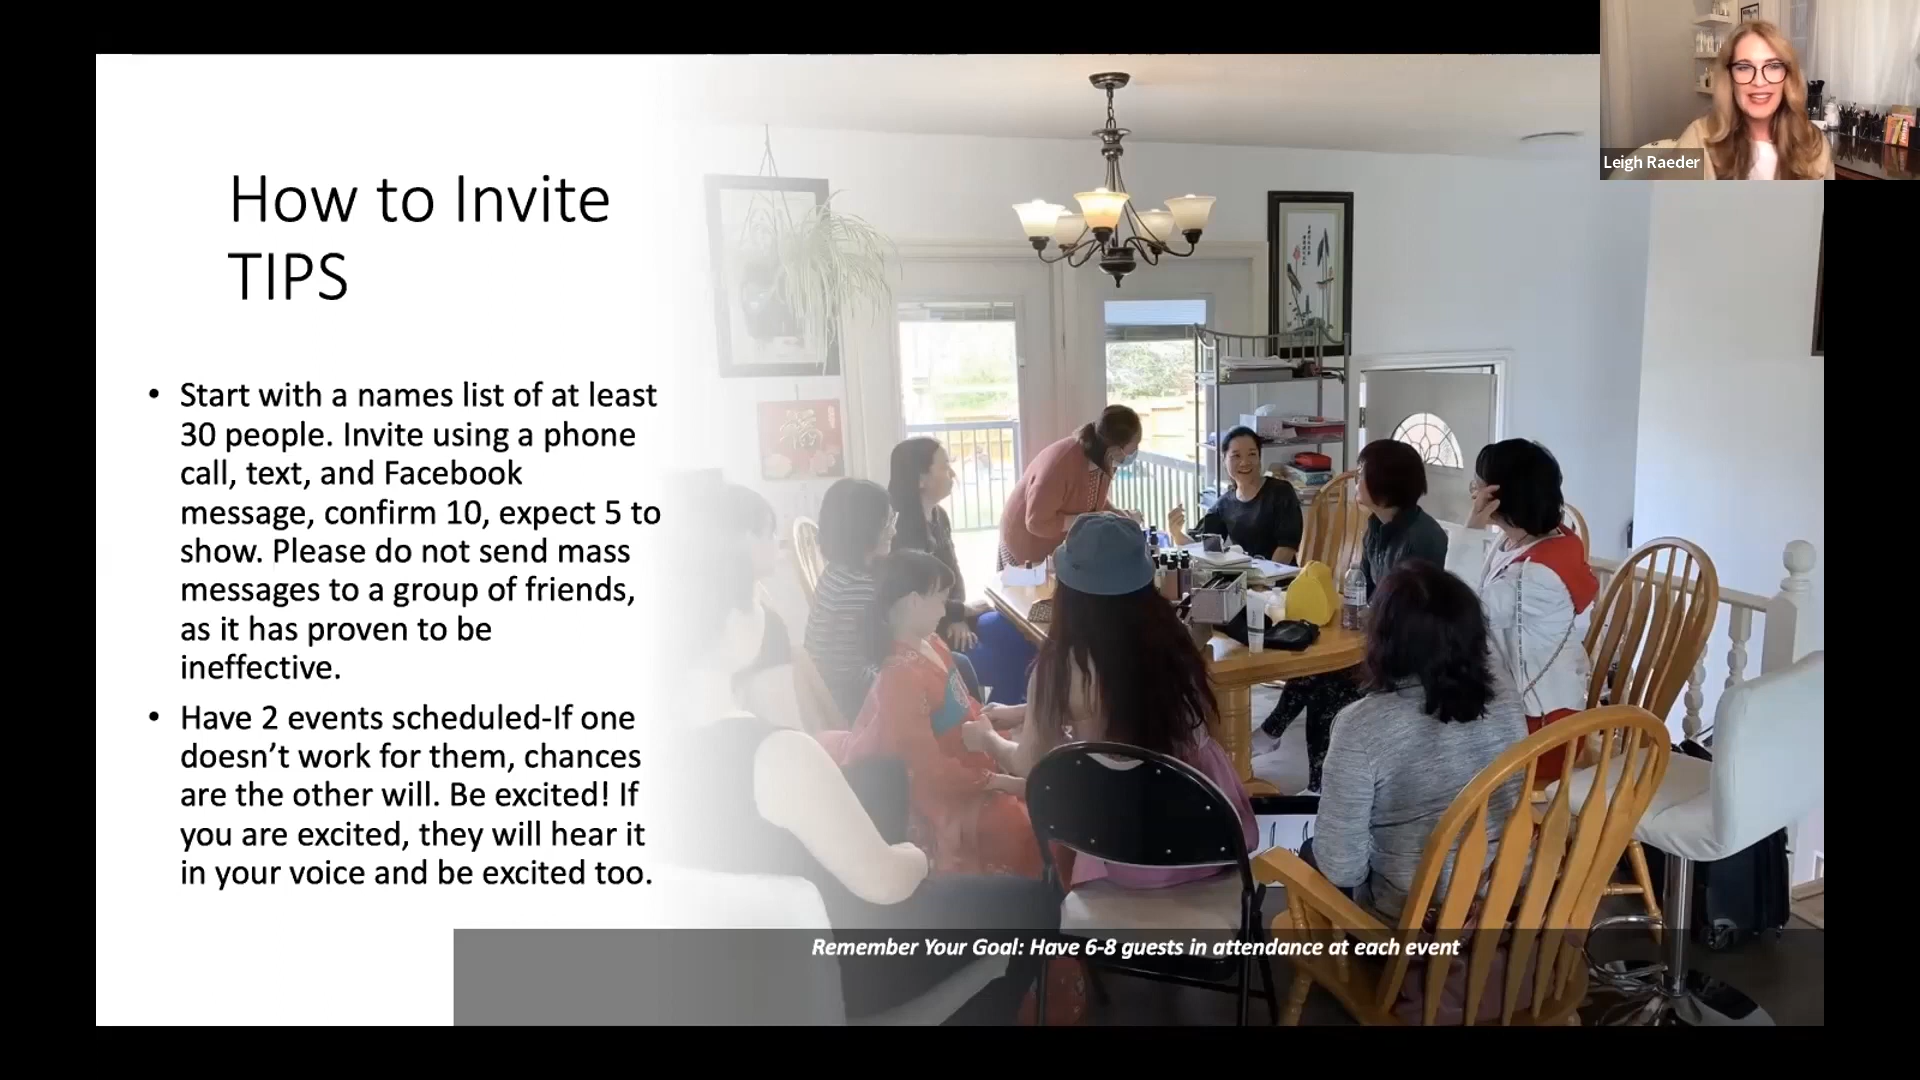 Leigh Raeder
How to Invite
TIPS
• Start with a names list of at least
30 people. Invite using a phone
call, text, and Facebook
message, confirm 10, expect 5 to
show. Please do not send mass
messages to a group of friends,
as it has proven to be
ineffective.
• Have 2 events scheduled-If one
doesn’t work for them, chances
are the other will. Be excited! If
you are excited, they will hear it
in your voice and be excited too.
Remember Your Goal: Have 6-8 guests in attendance at each event